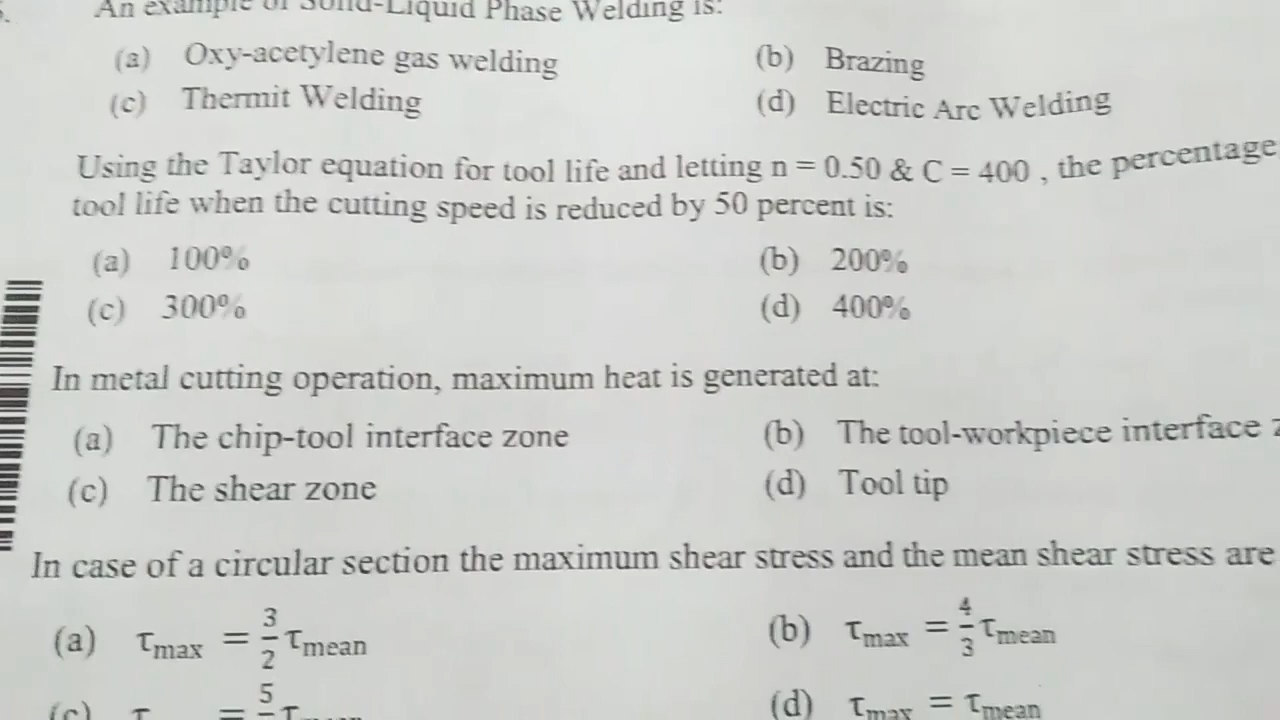 An example of Solid-Liquid Phase Welding is:
(a) Oxy-acetylene gas welding (b) Brazing
(c) Thermit Welding (d) Electric Arc Welding
Using the Taylor equation for tool life and letting n = 0.50 & C = 400 , the percentage
tool life when the cutting speed is reduced by 50 percent is:
(a) 100% (b) 200%
(c) 300% (d) 400%
In metal cutting operation, maximum heat is generated at:
(a) The chip-tool interface zone (b) The tool-workpiece interface
(c) The shear zone (d) Tool tip
In case of a circular section the maximum shear stress and the mean shear stress are
(a) τmax = 3/2 τmean (b) τmax = 4/3 τmean
(c) = 5 τ (d) τmax = τmean